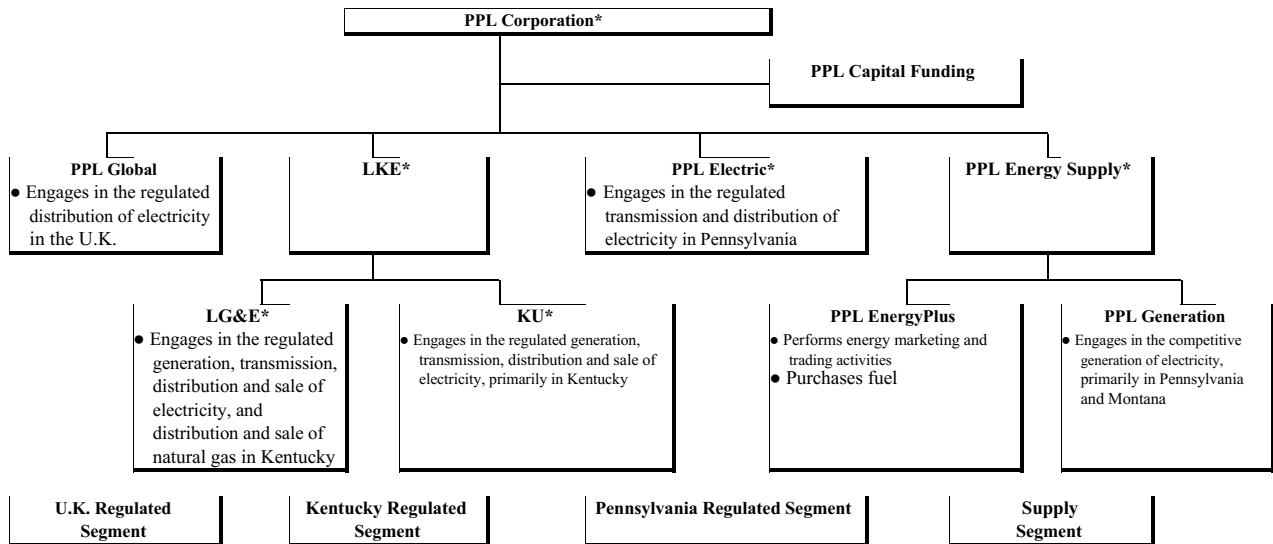 PPL Corporation*
PPL Capital Funding
PPL Global
● Engages in the regulated
distribution of electricity
in the U.K.
LKE*
PPL Electric*
● Engages in the regulated
transmission and distribution of
electricity in Pennsylvania
PPL Energy Supply*
LG&E*
● Engages in the regulated
generation, transmission,
distribution and sale of
electricity, and
distribution and sale of
natural gas in Kentucky
KU*
● Engages in the regulated generation,
transmission, distribution and sale of
electricity, primarily in Kentucky
PPL EnergyPlus
● Performs energy marketing and
trading activities
● Purchases fuel
PPL Generation
● Engages in the competitive
generation of electricity,
primarily in Pennsylvania
and Montana
U.K. Regulated
Segment
Kentucky Regulated
Segment
Pennsylvania Regulated Segment
Supply
Segment